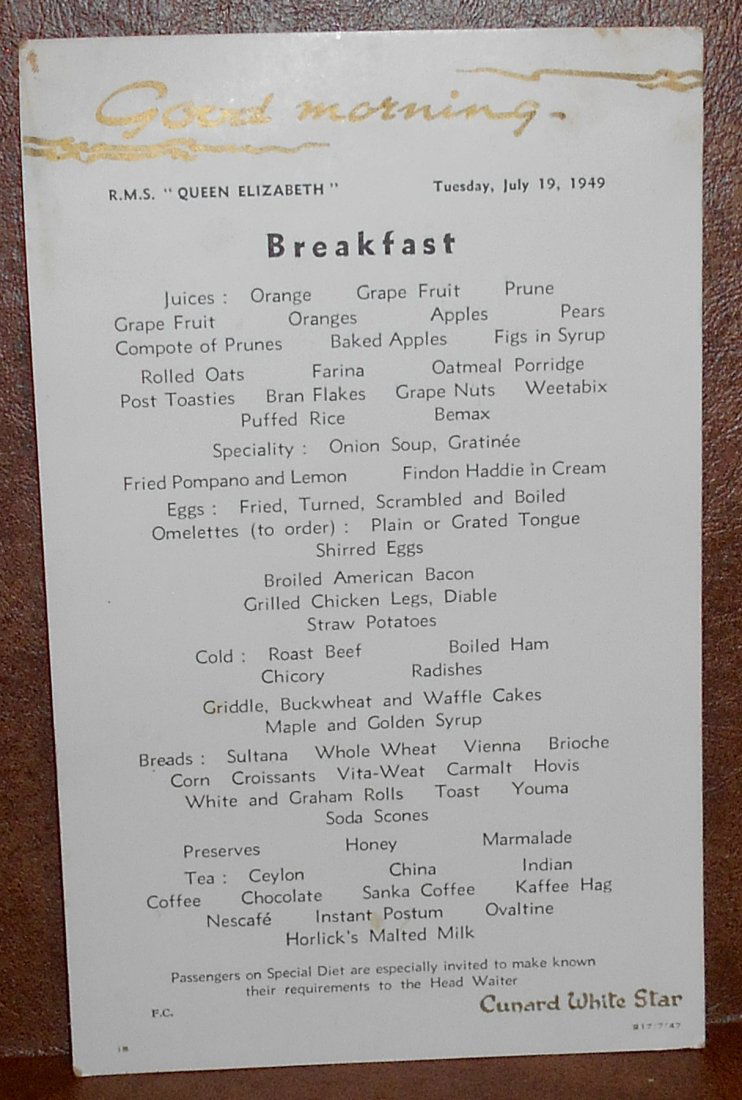 Good morning.
R.M.S. "QUEEN ELIZABETH" Tuesday, July 19, 1949
Breakfast
Juices : Orange Grape Fruit Prune
Grape Fruit Oranges Apples Pears
Compote of Prunes Baked Apples Figs in Syrup
Rolled Oats Farina Oatmeal Porridge
Post Toasties Bran Flakes Grape Nuts Weetabix
Puffed Rice Bemax
Speciality : Onion Soup, Gratinée
Fried Pompano and Lemon Findon Haddie in Cream
Eggs : Fried, Turned, Scrambled and Boiled
Omelettes (to order) : Plain or Grated Tongue
Shirred Eggs
Broiled American Bacon
Grilled Chicken Legs, Diable
Straw Potatoes
Cold : Roast Beef Boiled Ham
Chicory Radishes
Griddle, Buckwheat and Waffle Cakes
Maple and Golden Syrup
Breads : Sultana Whole Wheat Vienna Brioche
Corn Croissants Vita-Weat Carmalt Hovis
White and Graham Rolls Toast Youma
Soda Scones
Preserves Honey Marmalade
Tea : Ceylon China Indian
Coffee Chocolate Sanka Coffee Kaffee Hag
Nescafé Instant Postum Ovaltine
Horlick's Malted Milk
Passengers on Special Diet are especially invited to make known
their requirements to the Head Waiter
F.C. Cunard White Star